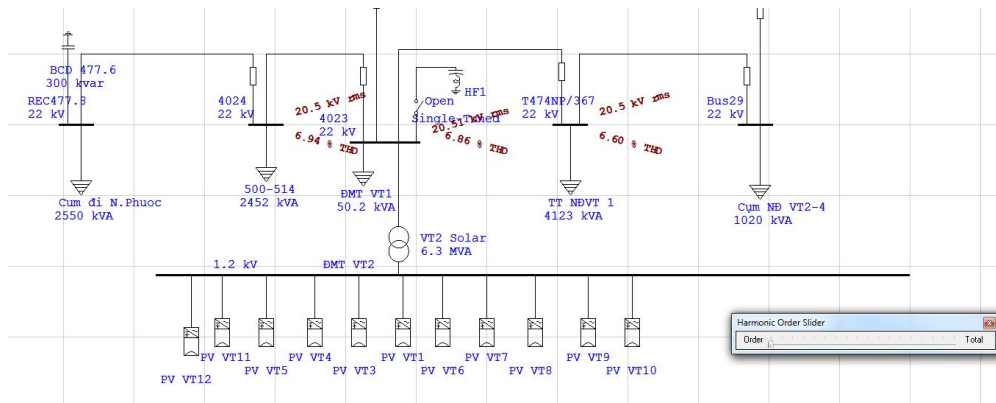 BCD 477.6
300 kvar
REC477.8
22 kV
4024
22 kV
20.5 kV rms
4023
22 kV
6.94 % THD
HF1
Open
Single-Tuned
20.51 kV rms
6.86 % THD
T474NP/367
22 kV
20.5 kV rms
6.60 % THD
Bus29
22 kV
Cum đi N.Phuoc
2550 kVA
500-514
2452 kVA
ĐMT VT1
50.2 kVA
TT NĐVT 1
4123 kVA
Cụm NĐ VT2-4
1020 kVA
VT2 Solar
6.3 MVA
1.2 kV
ĐMT VT2
PV VT12
PV VT11
PV VT5
PV VT4
PV VT3
PV VT1
PV VT6
PV VT7
PV VT8
PV VT9
PV VT10
Harmonic Order Slider
Order
Total